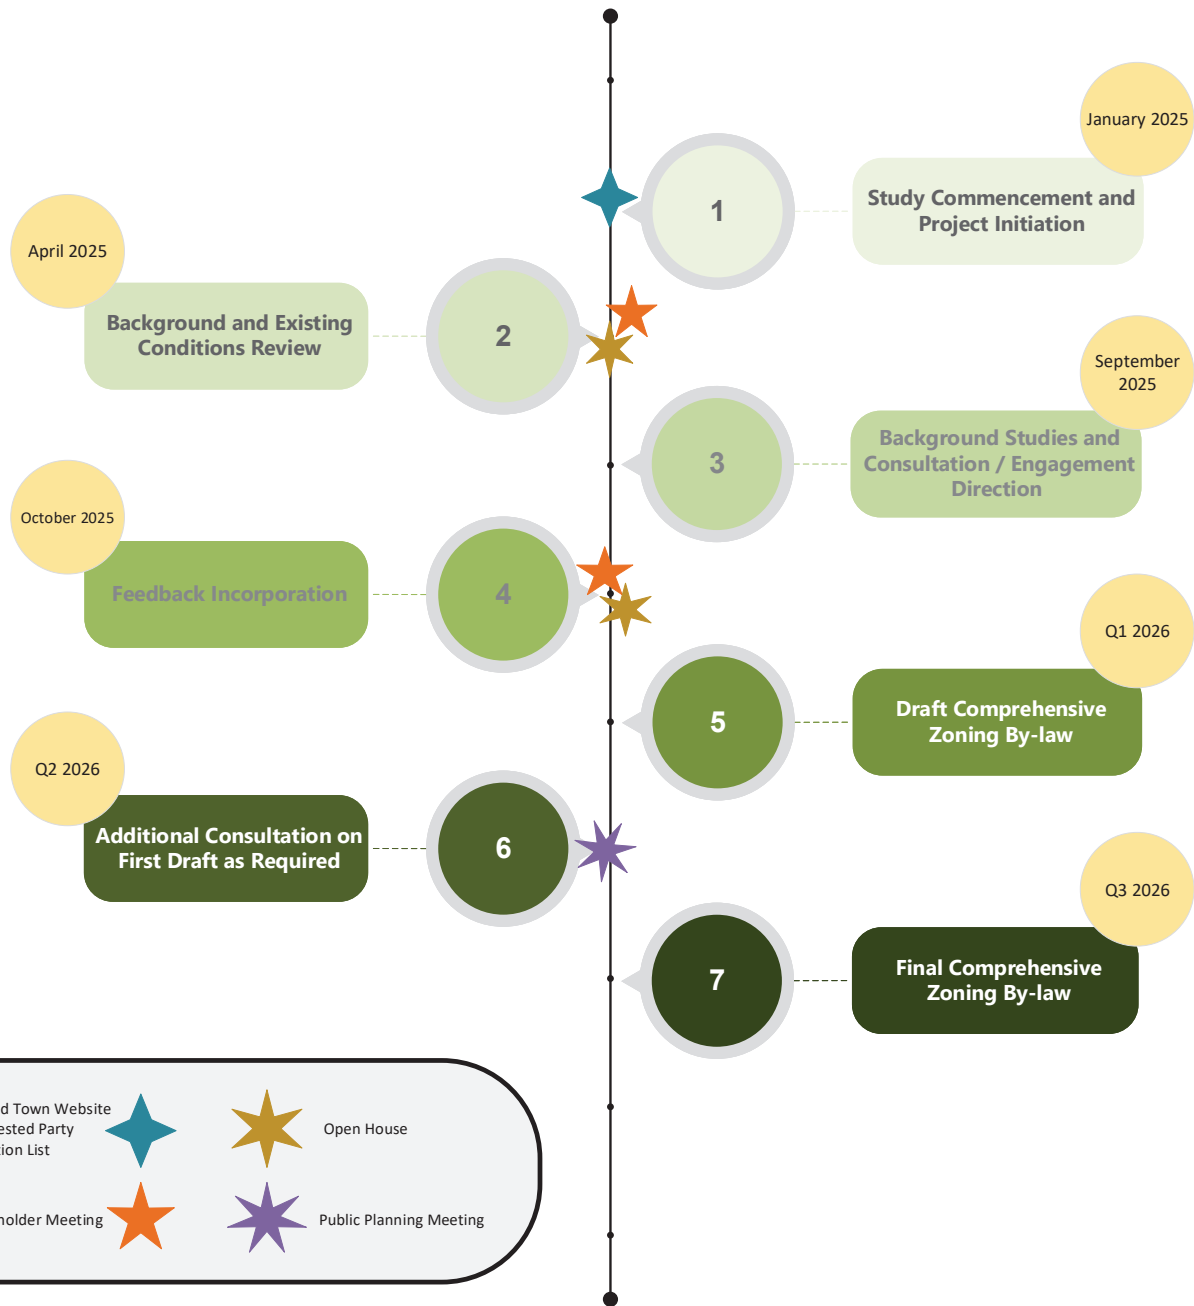 January 2025
1
Study Commencement and
Project Initiation
April 2025
2
Background and Existing
Conditions Review
September
2025
3
Background Studies and
Consultation / Engagement
Direction
October 2025
4
Feedback Incorporation
Q1 2026
5
Draft Comprehensive
Zoning By-law
Q2 2026
6
Additional Consultation on
First Draft as Required
Q3 2026
7
Final Comprehensive
Zoning By-law
Town Website
Party
List
Open House
Meeting
Public Planning Meeting